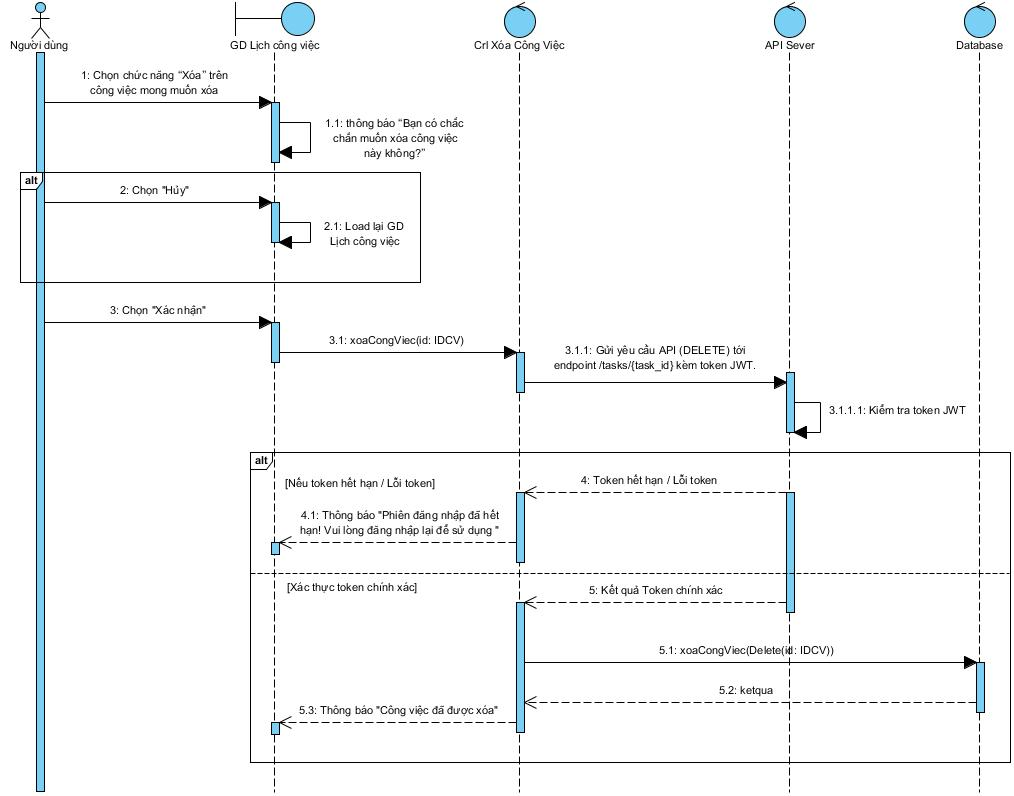 Người dùng
GD Lịch công việc
Crl Xóa Công Việc
API Sever
Database
1: Chọn chức năng “Xóa” trên
công việc mong muốn xóa
1.1: thông báo “Bạn có chắc
chắn muốn xóa công việc
này không?”
alt
2: Chọn "Hủy"
2.1: Load lại GD
Lịch công việc
3: Chọn "Xác nhận"
3.1: xoaCongViec(id: IDCV)
3.1.1: Gửi yêu cầu API (DELETE) tới
endpoint /tasks/{task_id} kèm token JWT.
3.1.1.1: Kiểm tra token JWT
alt
[Nếu token hết hạn / Lỗi token]
4: Token hết hạn / Lỗi token
4.1: Thông báo "Phiên đăng nhập đã hết
hạn! Vui lòng đăng nhập lại để sử dụng "
[Xác thực token chính xác]
5: Kết quả Token chính xác
5.1: xoaCongViec(Delete(id: IDCV))
5.2: ketqua
5.3: Thông báo "Công việc đã được xóa"